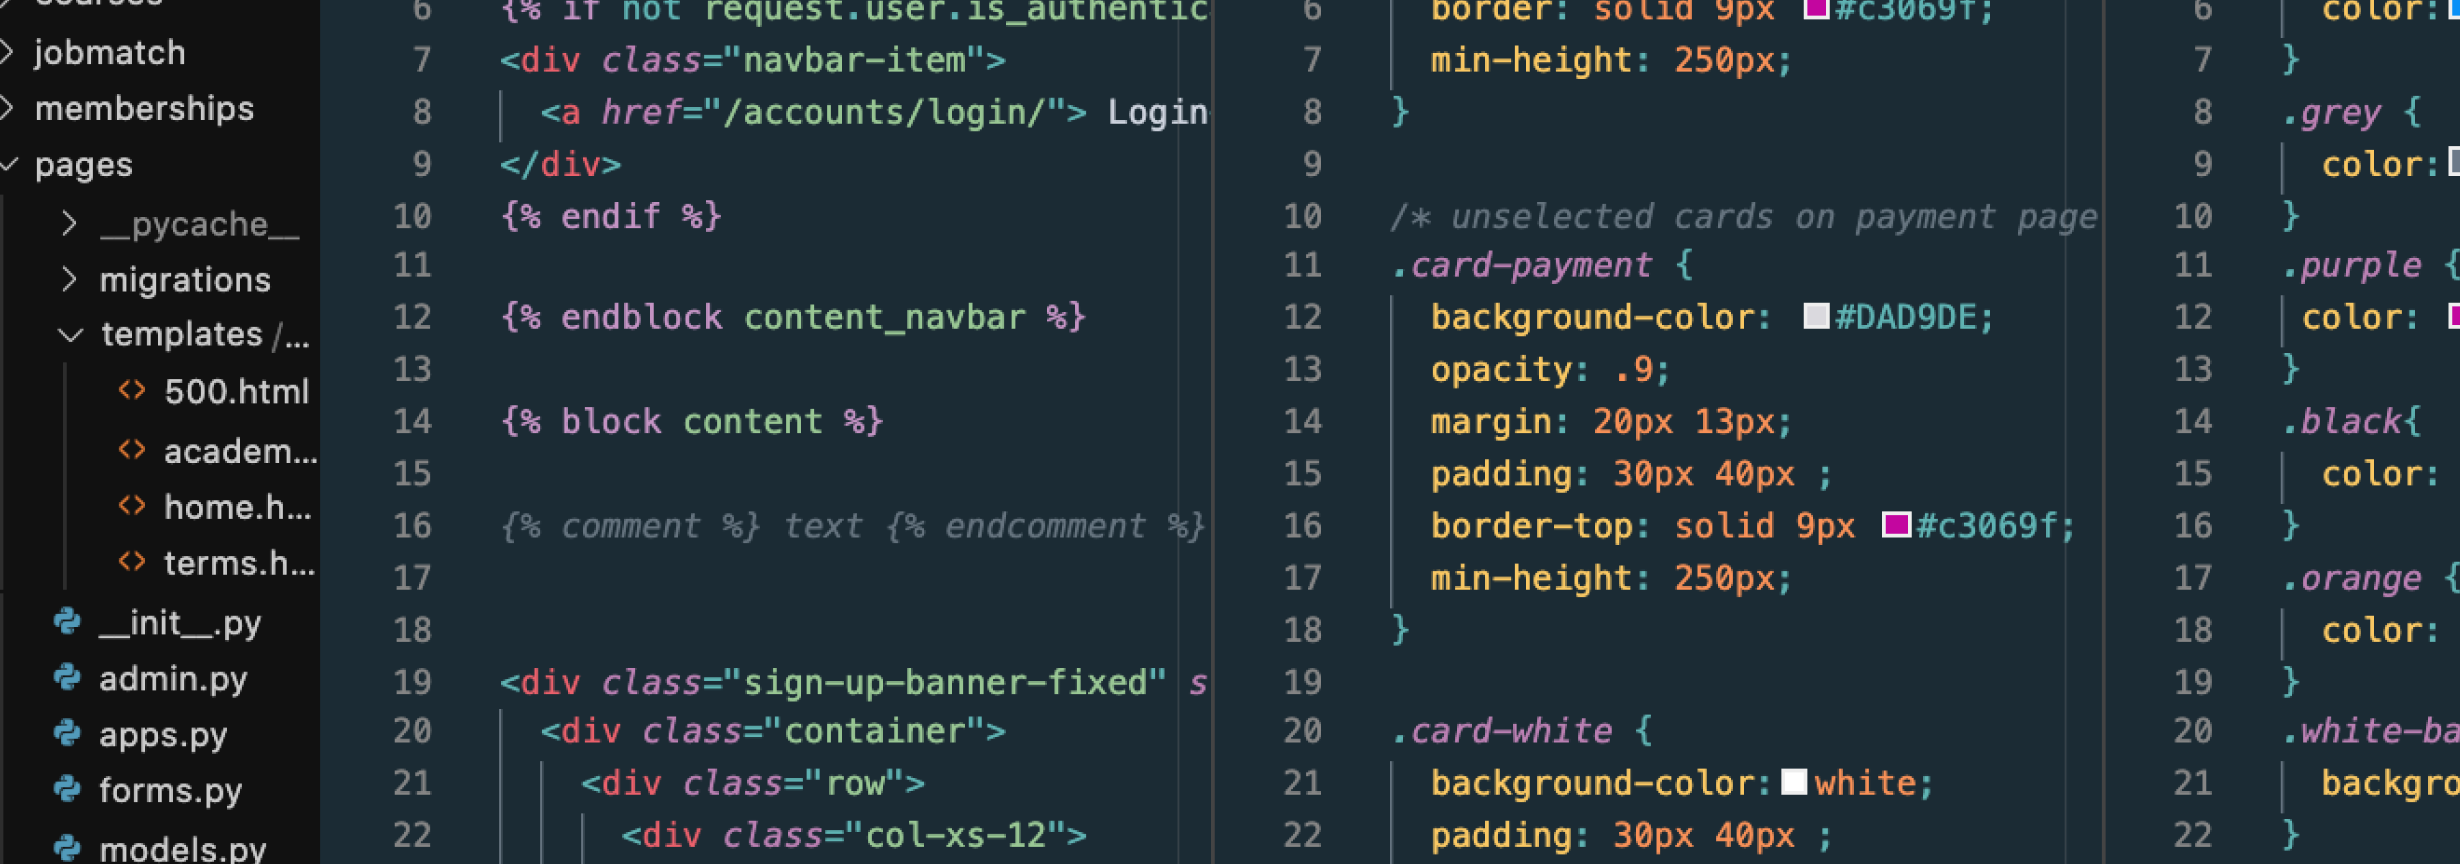 courses
jobmatch
memberships
pages
__pycache__
migrations
templates /...
500.html
academ...
home.h...
terms.h...
__init__.py
admin.py
apps.py
forms.py
models.py
6 {% if not request.user.is_authentic
7 <div class="navbar-item">
8 <a href="/accounts/login/"> Login
9 </div>
10 {% endif %}
11
12 {% endblock content_navbar %}
13
14 {% block content %}
15
16 {% comment %} text {% endcomment %}
17
18
19 <div class="sign-up-banner-fixed" s
20 <div class="container">
21 <div class="row">
22 <div class="col-xs-12">
6 border: solid 9px #c3069f;
7 min-height: 250px;
8 }
9
10 /* unselected cards on payment page
11 .card-payment {
12 background-color: #DAD9DE;
13 opacity: .9;
14 margin: 20px 13px;
15 padding: 30px 40px ;
16 border-top: solid 9px #c3069f;
17 min-height: 250px;
18 }
19
20 .card-white {
21 background-color: white;
22 padding: 30px 40px ;
6 color:
7 }
8 .grey {
9 color:
10 }
11 .purple {
12 color:
13 }
14 .black{
15 color:
16 }
17 .orange {
18 color:
19 }
20 .white-ba
21 backgro
22 }